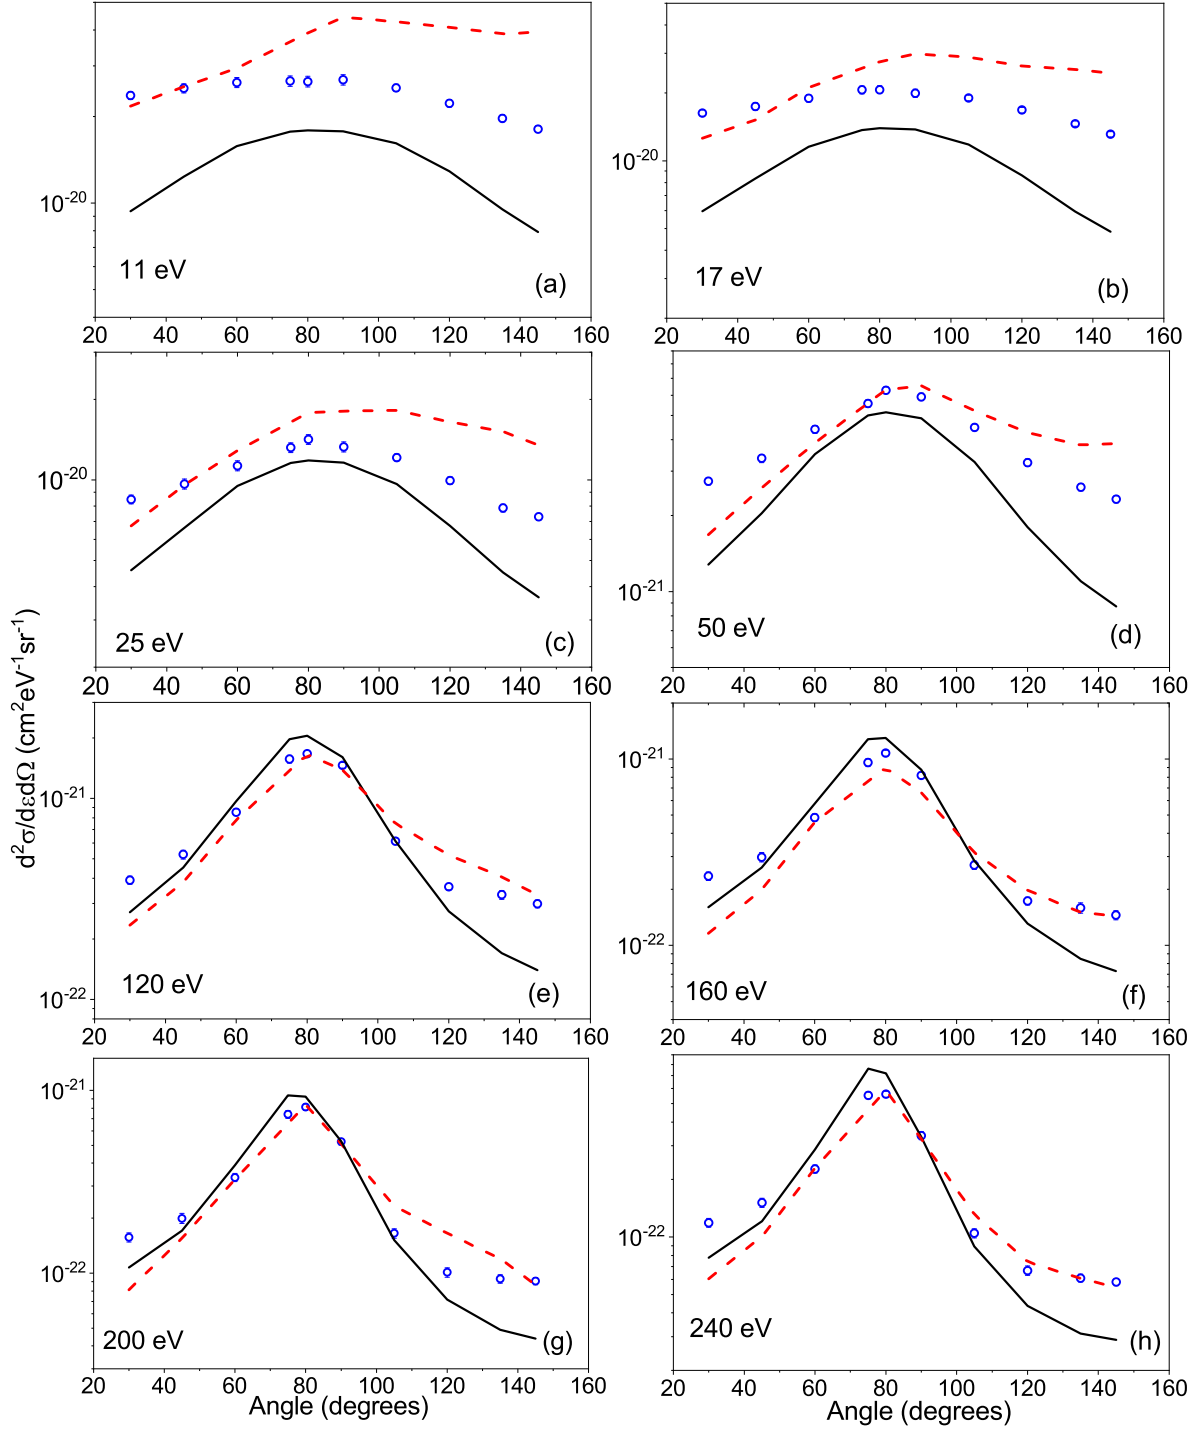 10⁻²⁰
11 eV
(a)
20 40 60 80 100 120 140 160
10⁻²⁰
17 eV
(b)
20 40 60 80 100 120 140 160
10⁻²⁰
25 eV
(c)
20 40 60 80 100 120 140 160
10⁻²¹
50 eV
(d)
20 40 60 80 100 120 140 160
d²σ/dεdΩ (cm²eV⁻¹sr⁻¹)
10⁻²¹
10⁻²²
120 eV
(e)
20 40 60 80 100 120 140 160
10⁻²¹
10⁻²²
160 eV
(f)
20 40 60 80 100 120 140 160
10⁻²¹
10⁻²²
200 eV
(g)
20 40 60 80 100 120 140 160
Angle (degrees)
10⁻²²
240 eV
(h)
20 40 60 80 100 120 140 160
Angle (degrees)